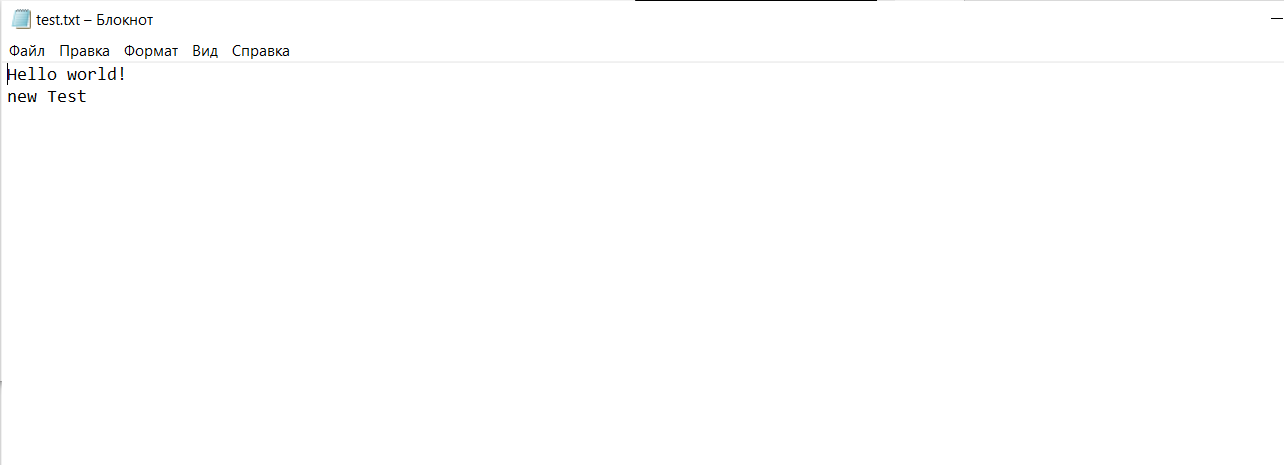 test.txt – Блокнот
Файл Правка Формат Вид Справка
Hello world!
new Test